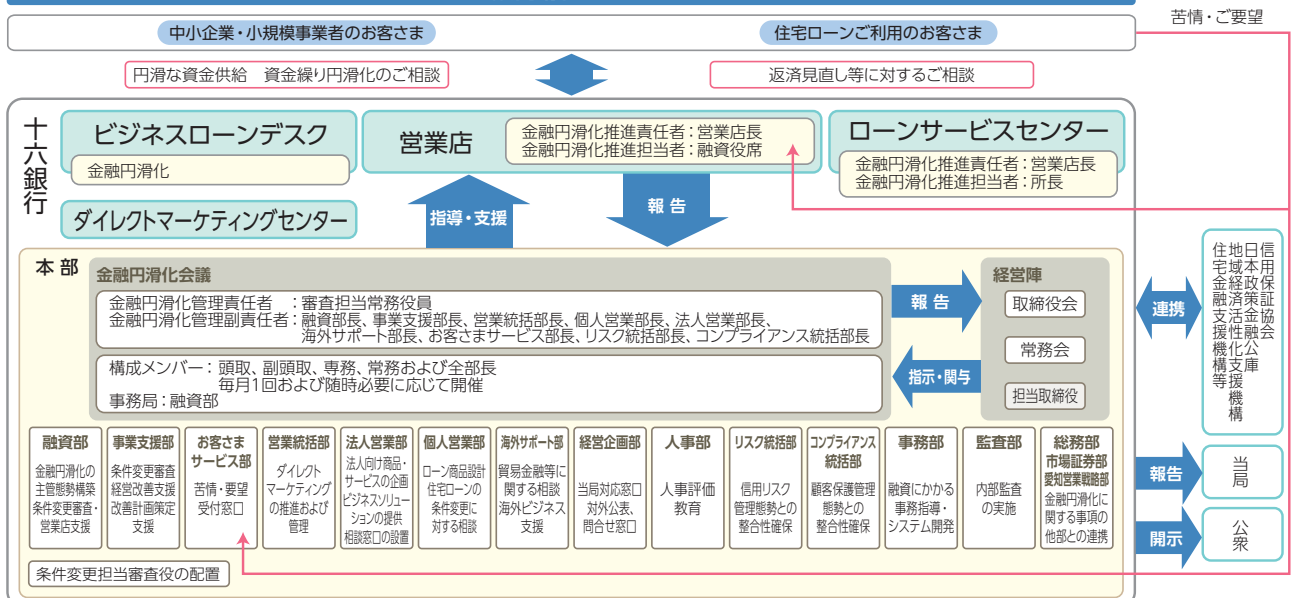 苦情・ご要望
中小企業・小規模事業者のお客さま
住宅ローンご利用のお客さま
円滑な資金供給　資金繰り円滑化のご相談
返済見直し等に対するご相談
十六銀行
ビジネスローンデスク
金融円滑化
営業店
金融円滑化推進責任者：営業店長
金融円滑化推進担当者：融資役席
ローンサービスセンター
金融円滑化推進責任者：営業店長
金融円滑化推進担当者：所長
ダイレクトマーケティングセンター
指導・支援
報告
本部
金融円滑化会議
金融円滑化管理責任者　：審査担当常務役員
金融円滑化管理副責任者：融資部長、事業支援部長、営業統括部長、個人営業部長、法人営業部長、
海外サポート部長、お客さまサービス部長、リスク統括部長、コンプライアンス統括部長
構成メンバー：頭取、副頭取、専務、常務および全部長
毎月1回および随時必要に応じて開催
事務局：融資部
報告
指示・関与
経営陣
取締役会
常務会
担当取締役
連携
信用保証協会
日本政策金融公庫
地域経済活性化支援機構
住宅金融支援機構等
報告
当局
開示
公衆
融資部
金融円滑化の
主管態勢構築
条件変更審査・
営業店支援
事業支援部
条件変更審査
経営改善支援
改善計画策定
支援
お客さま
サービス部
苦情・要望
受付窓口
営業統括部
ダイレクト
マーケティング
の推進および
管理
法人営業部
法人向け商品・
サービスの企画
ビジネスソリュー
ションの提供
相談窓口の設置
個人営業部
ローン商品設計
住宅ローンの
条件変更に
対する相談
海外サポート部
貿易金融等に
関する相談
海外ビジネス
支援
経営企画部
当局対応窓口
対外公表、
問合せ窓口
人事部
人事評価
教育
リスク統括部
信用リスク
管理態勢との
整合性確保
コンプライアンス
統括部
顧客保護管理
態勢との
整合性確保
事務部
融資にかかる
事務指導・
システム開発
監査部
内部監査
の実施
総務部
市場証券部
愛知営業戦略部
金融円滑化に
関する事項の
他部との連携
条件変更担当審査役の配置